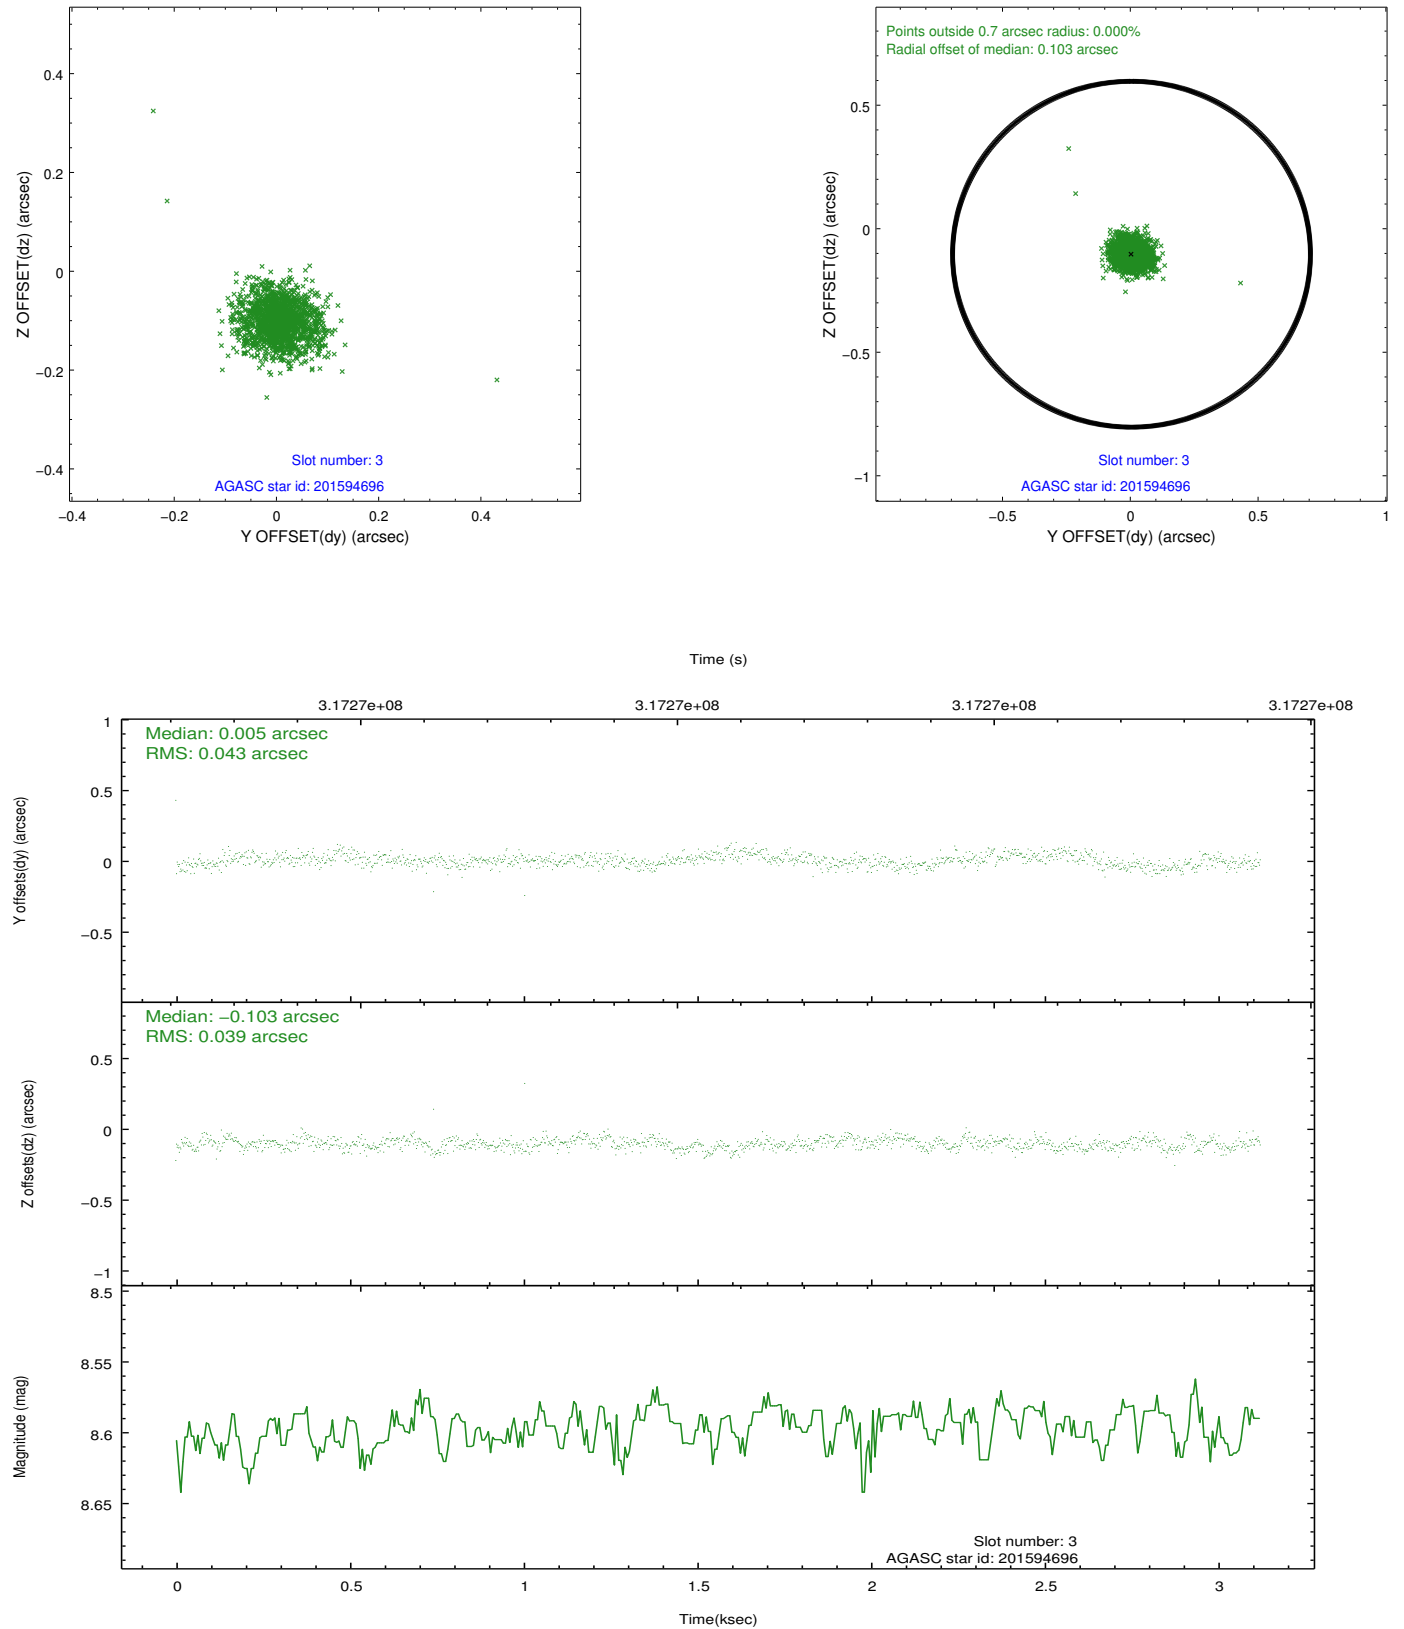 0.4
0.2
0
−0.2
−0.4
Z OFFSET(dz) (arcsec)
Slot number: 3
AGASC star id: 201594696
−0.4
−0.2
0
0.2
0.4
Y OFFSET(dy) (arcsec)
Points outside 0.7 arcsec radius: 0.000%
Radial offset of median: 0.103 arcsec
0.5
0
−0.5
−1
Z OFFSET(dz) (arcsec)
Slot number: 3
AGASC star id: 201594696
−0.5
0
0.5
1
Y OFFSET(dy) (arcsec)
Time (s)
3.1727e+08
3.1727e+08
3.1727e+08
3.1727e+08
Median: 0.005 arcsec
RMS: 0.043 arcsec
1
0.5
0
−0.5
Y offsets(dy) (arcsec)
Median: −0.103 arcsec
RMS: 0.039 arcsec
0.5
0
−0.5
−1
Z offsets(dz) (arcsec)
8.5
8.55
8.6
8.65
Magnitude (mag)
Slot number: 3
AGASC star id: 201594696
0
0.5
1
1.5
2
2.5
3
Time(ksec)